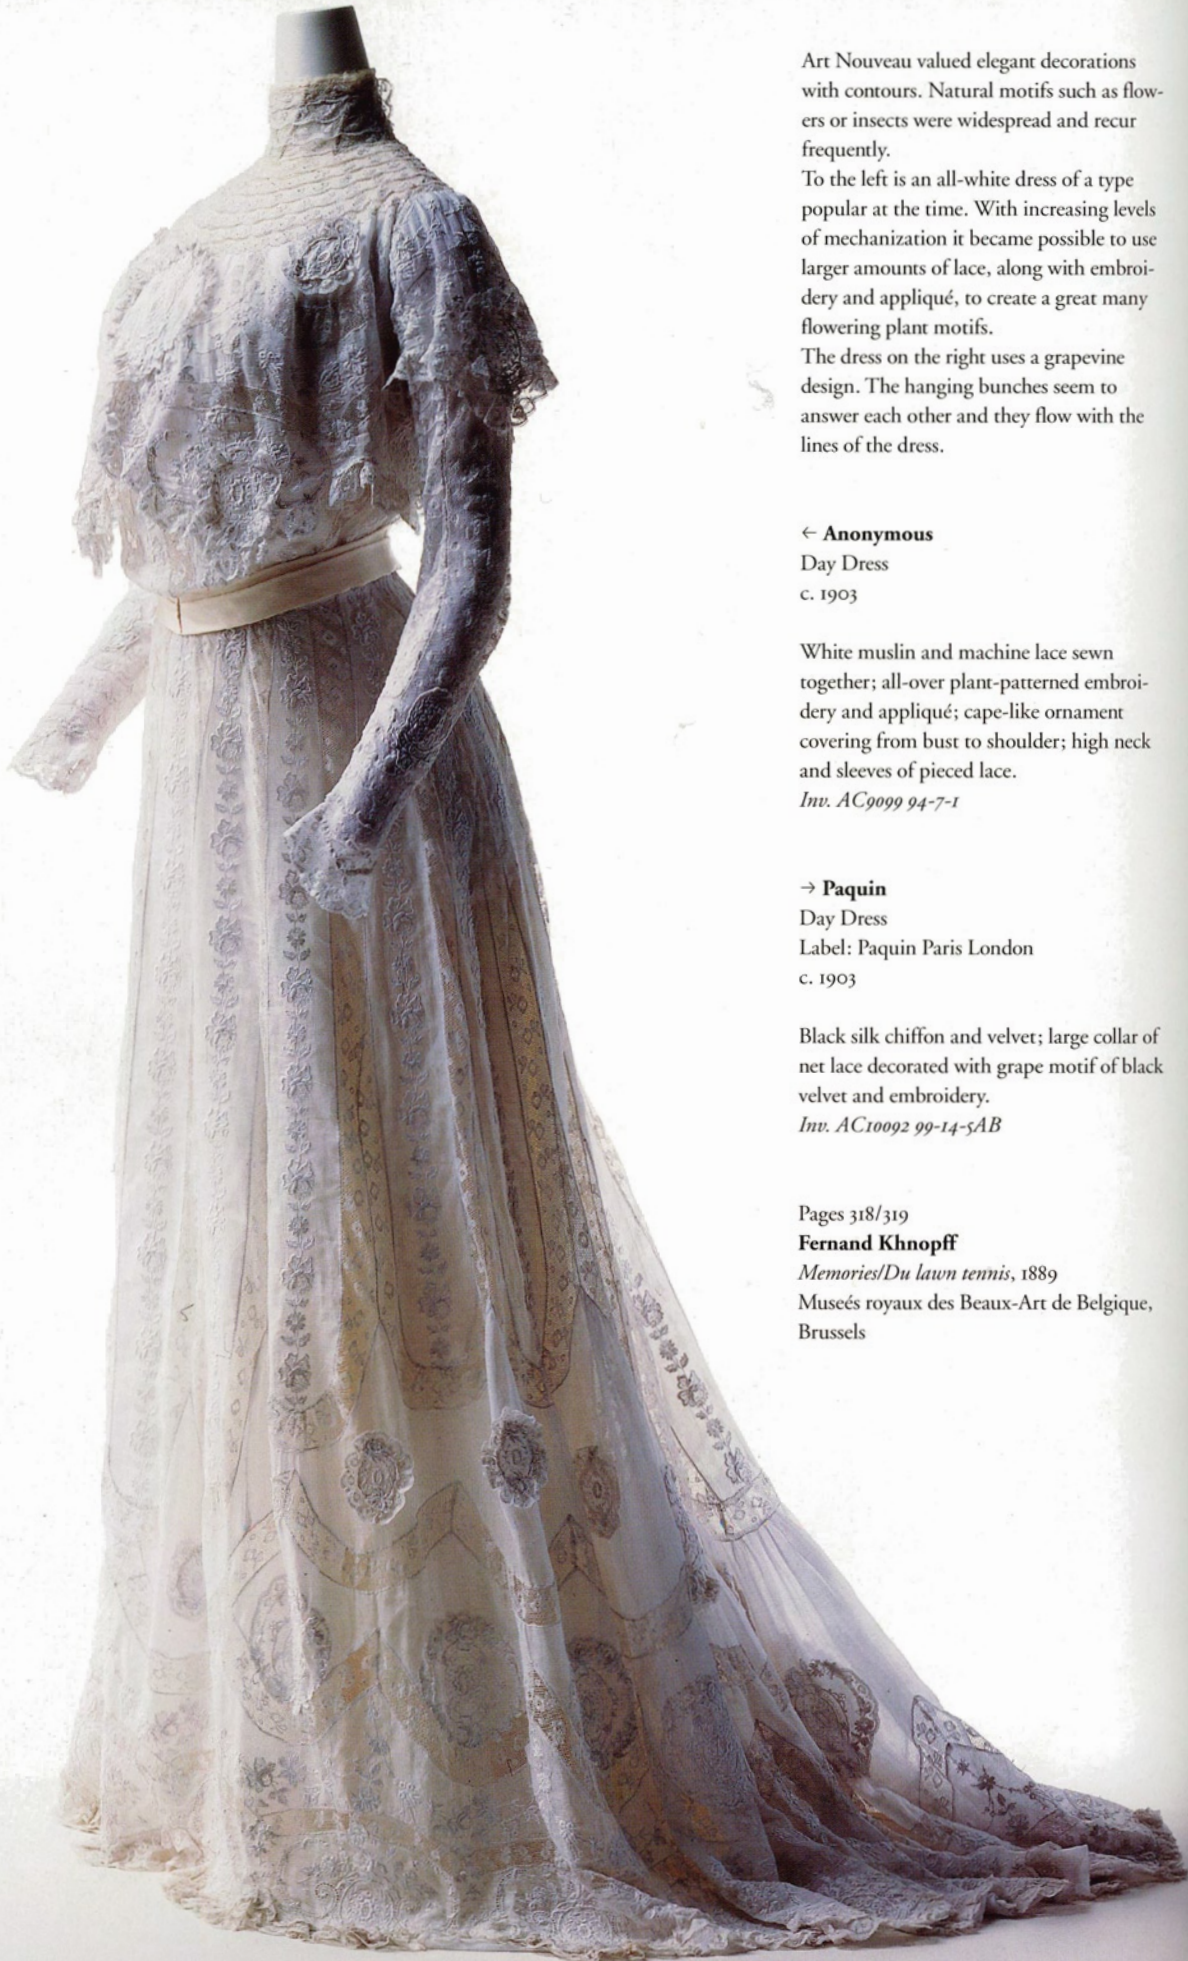 Art Nouveau valued elegant decorations
with contours. Natural motifs such as flow-
ers or insects were widespread and recur
frequently.
To the left is an all-white dress of a type
popular at the time. With increasing levels
of mechanization it became possible to use
larger amounts of lace, along with embroi-
dery and appliqué, to create a great many
flowering plant motifs.
The dress on the right uses a grapevine
design. The hanging bunches seem to
answer each other and they flow with the
lines of the dress.
← Anonymous
Day Dress
c. 1903
White muslin and machine lace sewn
together; all-over plant-patterned embroi-
dery and appliqué; cape-like ornament
covering from bust to shoulder; high neck
and sleeves of pieced lace.
Inv. AC9099 94-7-1
→ Paquin
Day Dress
Label: Paquin Paris London
c. 1903
Black silk chiffon and velvet; large collar of
net lace decorated with grape motif of black
velvet and embroidery.
Inv. AC10092 99-14-5AB
Pages 318/319
Fernand Khnopff
Memories/Du lawn tennis, 1889
Museés royaux des Beaux-Art de Belgique,
Brussels